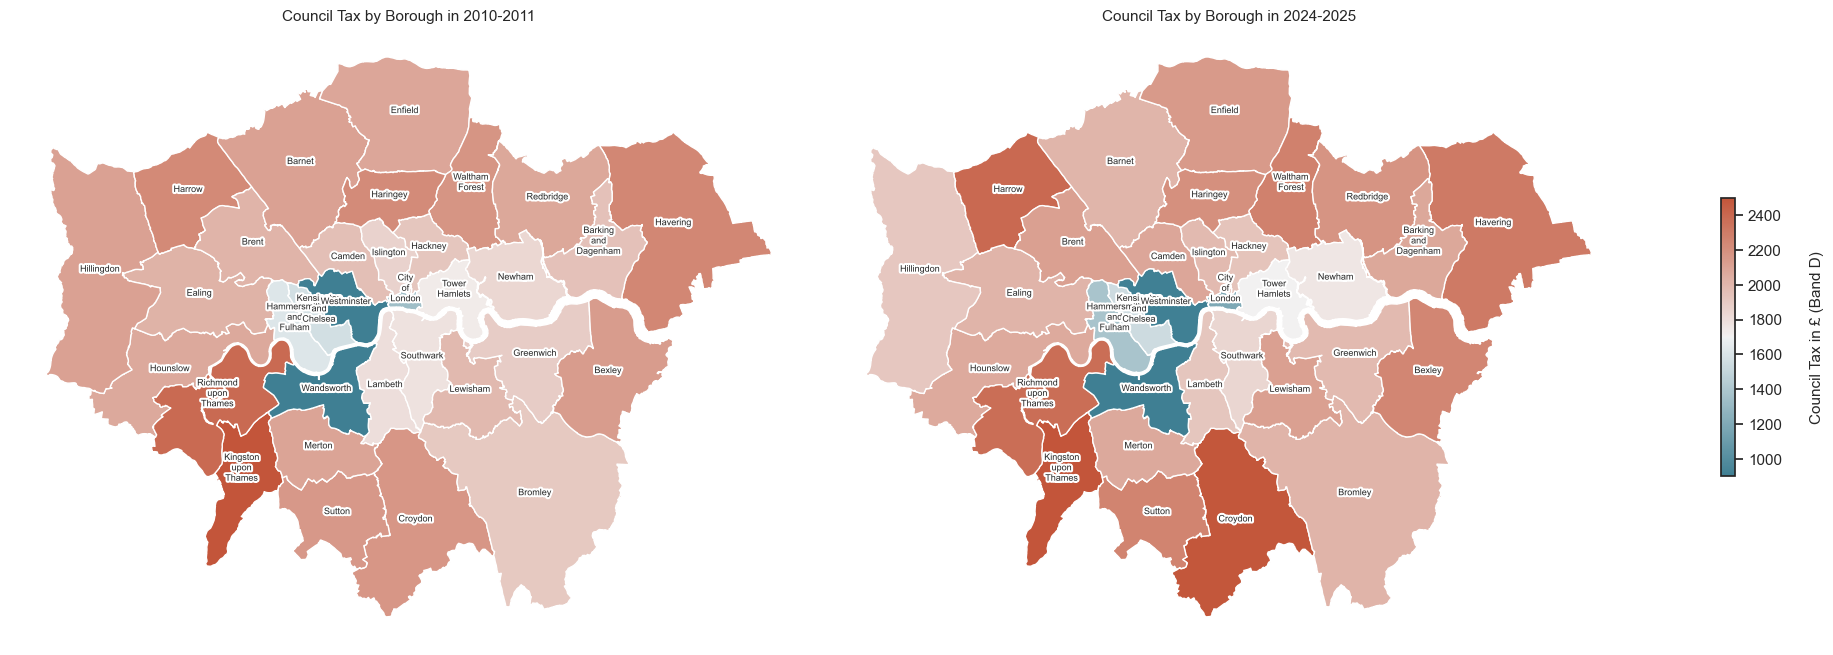 Council Tax by Borough in 2010-2011
Enfield
Barnet
Waltham
Forest
Harrow
Haringey
Redbridge
Havering
Barking
and
Dagenham
Brent
Hackney
Islington
Camden
Hillingdon
City
of
London
Newham
Tower
Hamlets
Ealing
Kensi
and
Chelsea
Westminster
Hammersm
and
Fulham
Southwark
Greenwich
Hounslow
Bexley
Richmond
upon
Thames
Wandsworth
Lambeth
Lewisham
Merton
Kingston
upon
Thames
Bromley
Sutton
Croydon
Council Tax by Borough in 2024-2025
Enfield
Barnet
Waltham
Forest
Harrow
Haringey
Redbridge
Havering
Barking
and
Dagenham
Brent
Hackney
Islington
Camden
Hillingdon
City
of
London
Newham
Tower
Hamlets
Ealing
Kensi
and
Chelsea
Westminster
Hammersm
and
Fulham
Southwark
Greenwich
Hounslow
Bexley
Richmond
upon
Thames
Wandsworth
Lambeth
Lewisham
Merton
Kingston
upon
Thames
Bromley
Sutton
Croydon
2400
2200
2000
1800
1600
1400
1200
1000
Council Tax in £ (Band D)